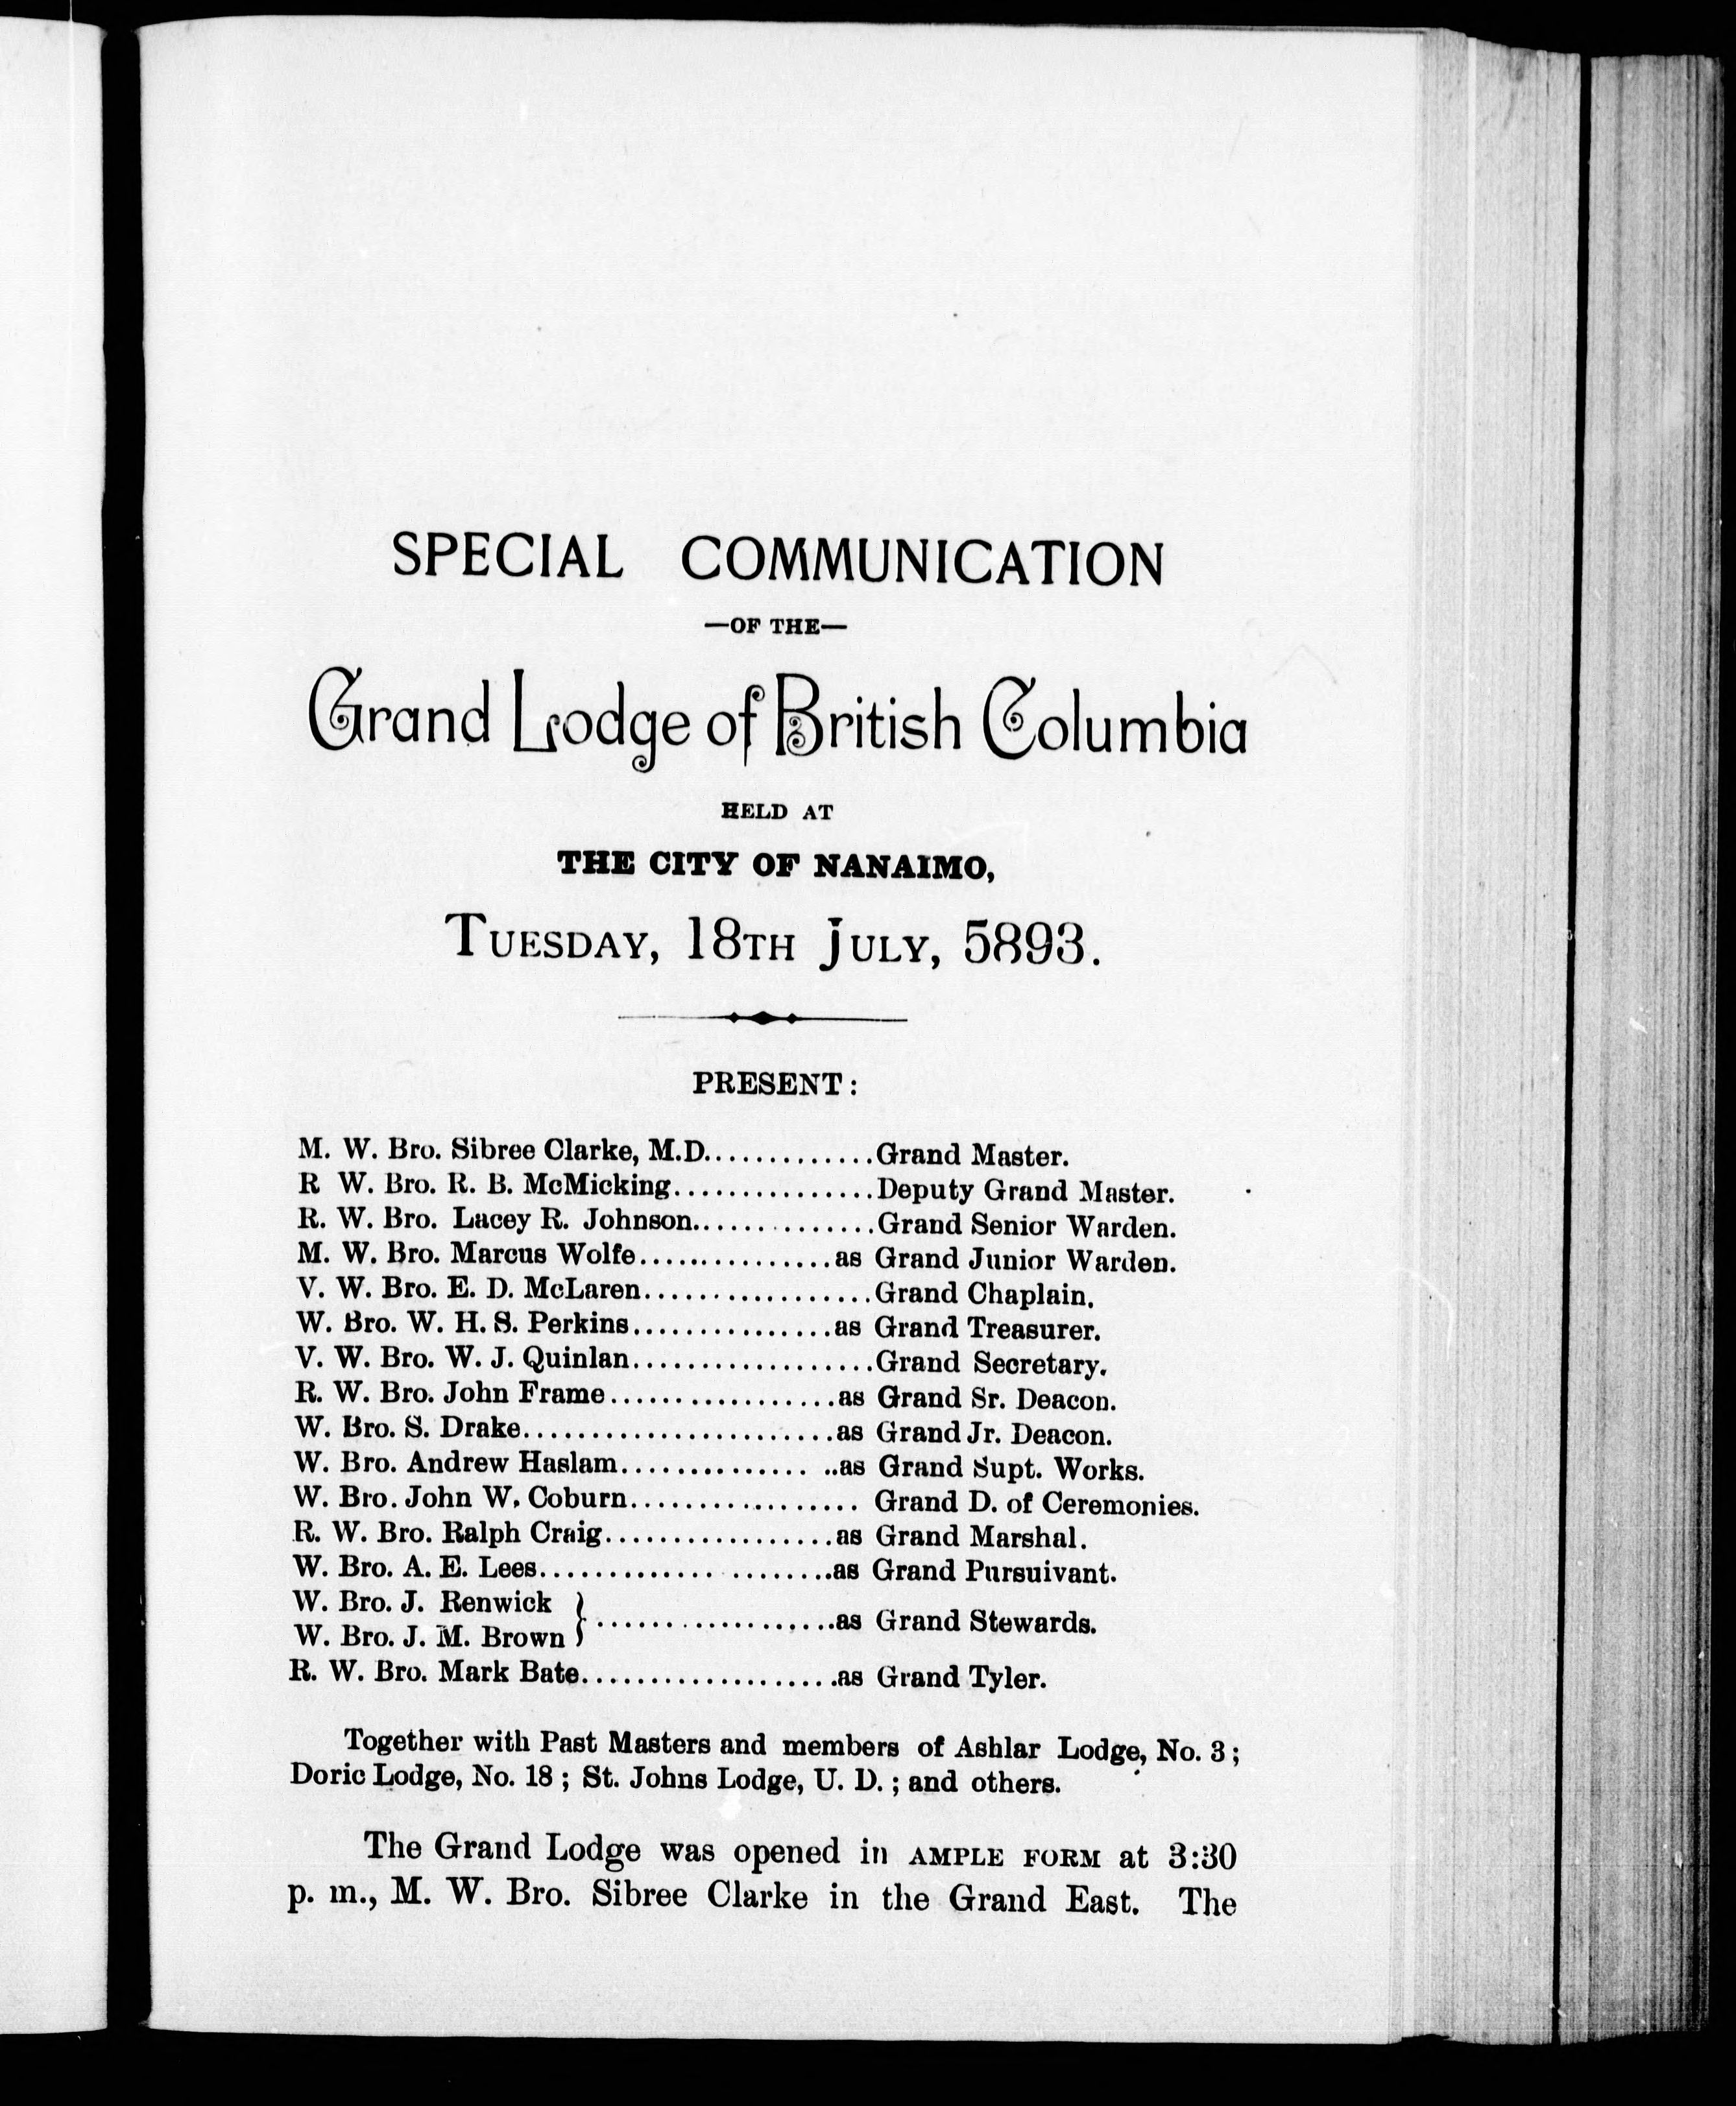 SPECIAL COMMUNICATION
—OF THE—
Grand Lodge of British Columbia
HELD AT
THE CITY OF NANAIMO,
TUESDAY, 18TH JULY, 5893.
PRESENT:
M. W. Bro. Sibree Clarke, M.D.............Grand Master.
R W. Bro. R. B. McMicking...............Deputy Grand Master.
R. W. Bro. Lacey R. Johnson..............Grand Senior Warden.
M. W. Bro. Marcus Wolfe...............as Grand Junior Warden.
V. W. Bro. E. D. McLaren.................Grand Chaplain.
W. Bro. W. H. S. Perkins...............as Grand Treasurer.
V. W. Bro. W. J. Quinlan..................Grand Secretary.
R. W. Bro. John Frame.................as Grand Sr. Deacon.
W. Bro. S. Drake.......................as Grand Jr. Deacon.
W. Bro. Andrew Haslam.............. ..as Grand Supt. Works.
W. Bro. John W. Coburn................. Grand D. of Ceremonies.
R. W. Bro. Ralph Craig.................as Grand Marshal.
W. Bro. A. E. Lees............. ........as Grand Pursuivant.
W. Bro. J. Renwick
W. Bro. J. M. Brown } ..................as Grand Stewards.
R. W. Bro. Mark Bate...................as Grand Tyler.
Together with Past Masters and members of Ashlar Lodge, No. 3;
Doric Lodge, No. 18; St. Johns Lodge, U. D.; and others.
The Grand Lodge was opened in AMPLE FORM at 3:30
p. m., M. W. Bro. Sibree Clarke in the Grand East. The